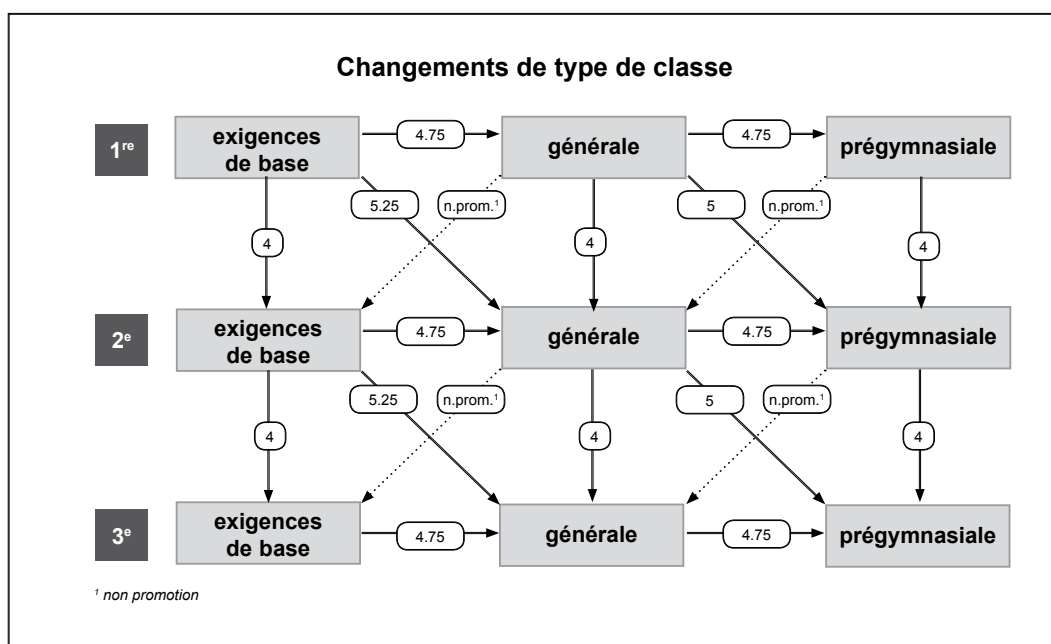 Changements de type de classe
1re
exigences
de base
4.75
générale
4.75
prégymnasiale
5.25
n.prom.¹
5
n.prom.¹
4
4
4
2e
exigences
de base
4.75
générale
4.75
prégymnasiale
5.25
n.prom.¹
5
n.prom.¹
4
4
4
3e
exigences
de base
4.75
générale
4.75
prégymnasiale
¹ non promotion